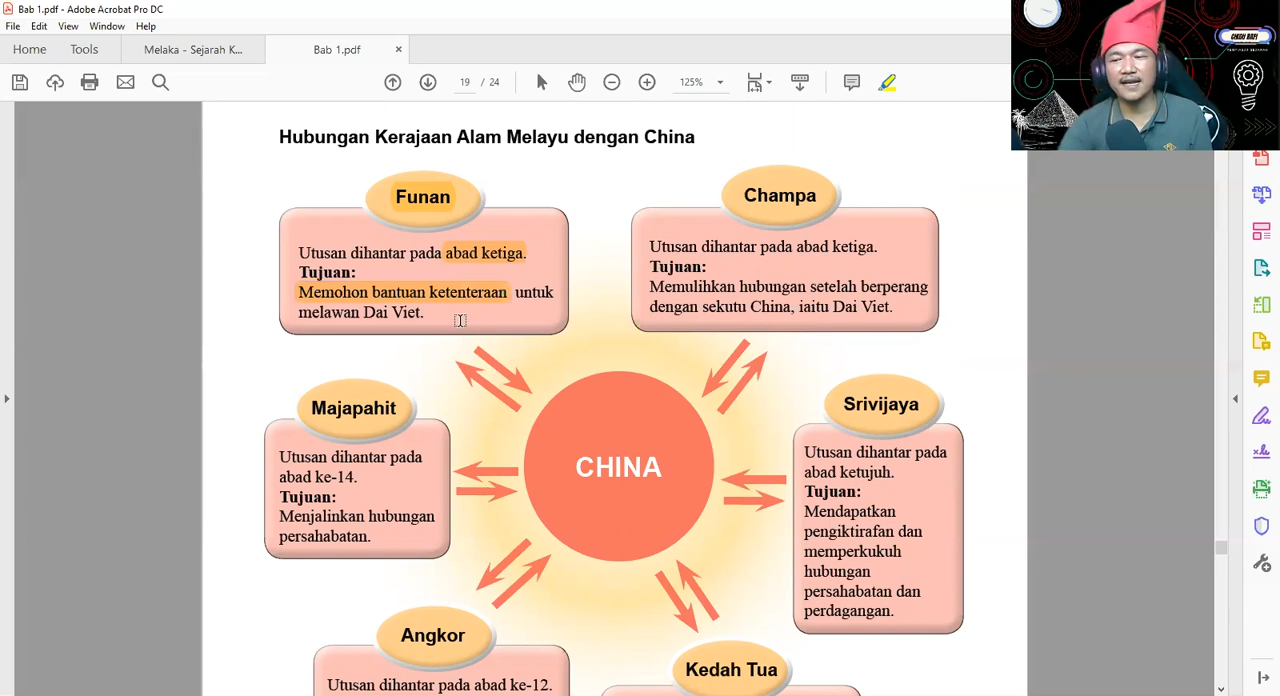 Bab 1.pdf - Adobe Acrobat Pro DC
File Edit View Window Help
Home Tools Melaka - Sejarah K... Bab 1.pdf ×
19 / 24 125%
Hubungan Kerajaan Alam Melayu dengan China
Funan
Utusan dihantar pada abad ketiga.
Tujuan:
Memohon bantuan ketenteraan untuk
melawan Dai Viet.
Champa
Utusan dihantar pada abad ketiga.
Tujuan:
Memulihkan hubungan setelah berperang
dengan sekutu China, iaitu Dai Viet.
Majapahit
Utusan dihantar pada
abad ke-14.
Tujuan:
Menjalinkan hubungan
persahabatan.
CHINA
Srivijaya
Utusan dihantar pada
abad ketujuh.
Tujuan:
Mendapatkan
pengiktirafan dan
memperkukuh
hubungan
persahabatan dan
perdagangan.
Angkor
Utusan dihantar pada abad ke-12.
Kedah Tua